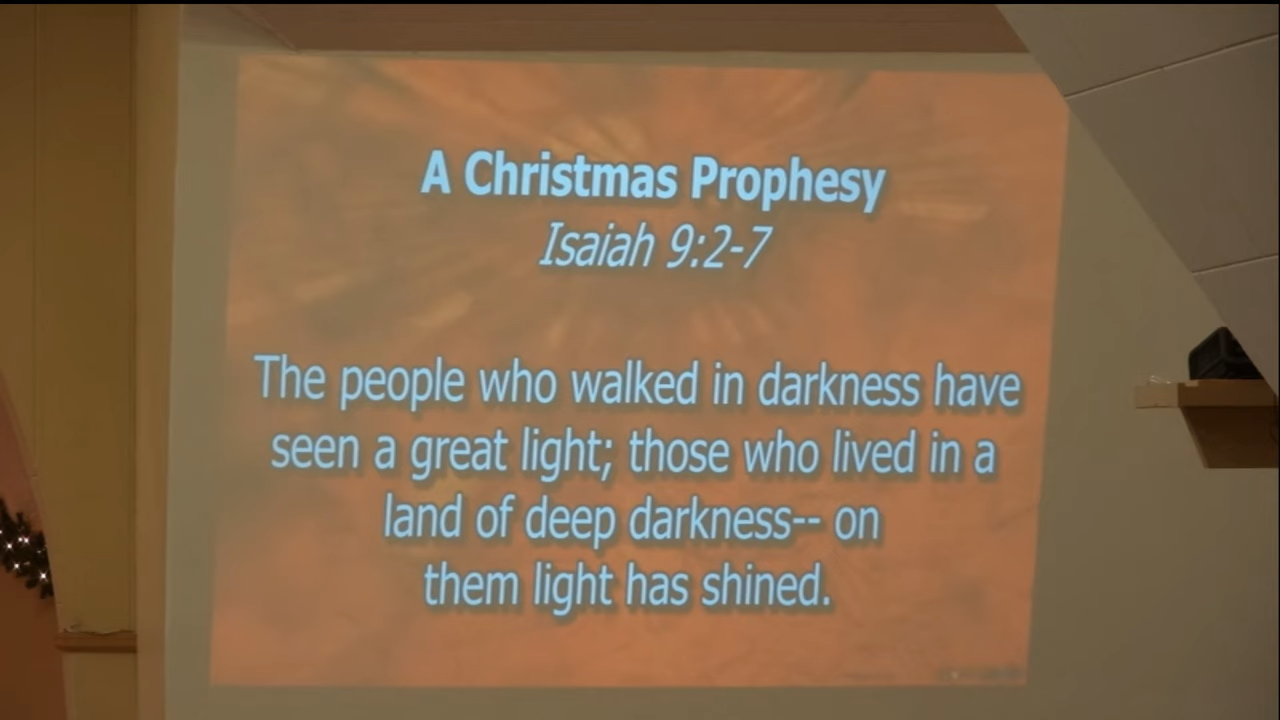 A Christmas Prophesy
Isaiah 9:2-7
The people who walked in darkness have
seen a great light; those who lived in a
land of deep darkness-- on
them light has shined.